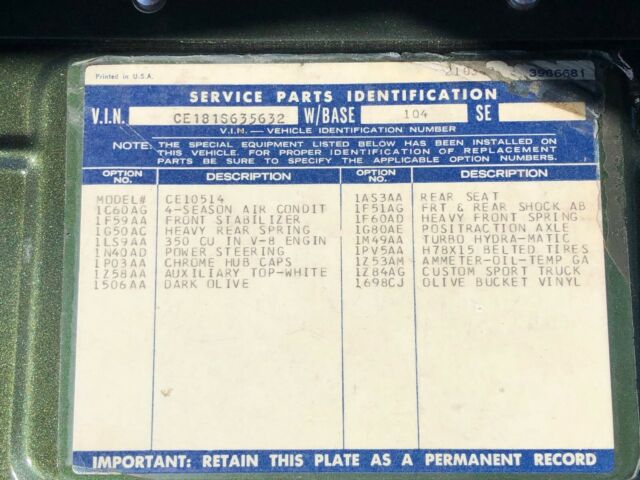 Printed in U.S.A.
3966681
SERVICE PARTS IDENTIFICATION
V.I.N. CE181S635632 W/BASE 104 SE
V.I.N. — VEHICLE IDENTIFICATION NUMBER
NOTE: THE SPECIAL EQUIPMENT LISTED BELOW HAS BEEN INSTALLED ON
THIS VEHICLE. FOR PROPER IDENTIFICATION OF REPLACEMENT
PARTS BE SURE TO SPECIFY THE APPLICABLE OPTION NUMBERS.
OPTION NO. DESCRIPTION OPTION NO. DESCRIPTION
MODEL# CE10514 1AS3AA REAR SEAT
1C60AG 4-SEASON AIR CONDIT 1F51AG FRT & REAR SHOCK AB
1F59AA FRONT STABILIZER 1F60AD HEAVY FRONT SPRING
1G50AC HEAVY REAR SPRING 1G80AE POSITRACTION AXLE
1LS9AA 350 CU IN V-8 ENGIN 1M49AA TURBO HYDRA-MATIC
1N40AD POWER STEERING 1PV5AA H78X15 BELTED TIRES
1P03AA CHROME HUB CAPS 1Z53AM AMMETER-OIL-TEMP GA
1Z58AA AUXILIARY TOP-WHITE 1Z84AG CUSTOM SPORT TRUCK
1506AA DARK OLIVE 1698CJ OLIVE BUCKET VINYL
IMPORTANT: RETAIN THIS PLATE AS A PERMANENT RECORD